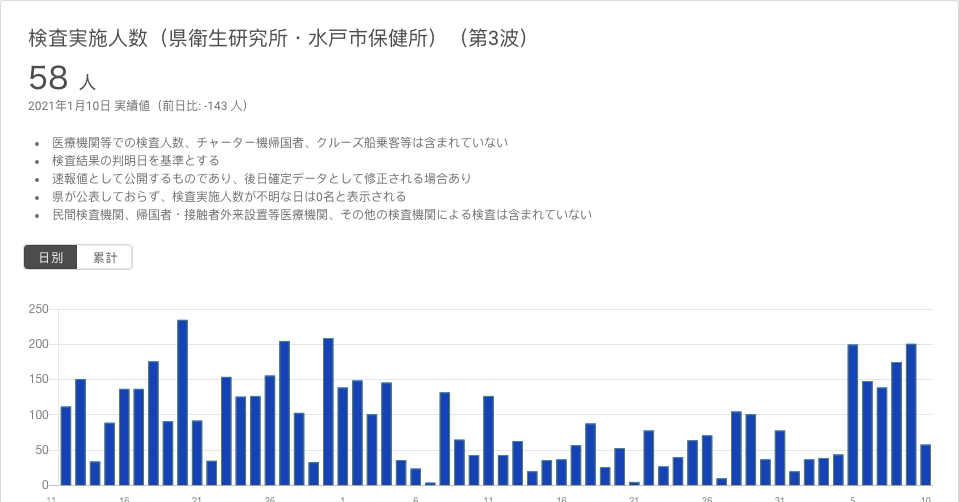 検査実施人数（県衛生研究所・水戸市保健所）（第3波）
58 人
2021年1月10日 実績値（前日比: -143 人）
• 医療機関等での検査人数、チャーター機帰国者、クルーズ船乗客等は含まれていない
• 検査結果の判明日を基準とする
• 速報値として公開するものであり、後日確定データとして修正される場合あり
• 県が公表しておらず、検査実施人数が不明な日は0名と表示される
• 民間検査機関、帰国者・接触者外来設置等医療機関、その他の検査機関による検査は含まれていない
日別 累計
250
200
150
100
50
0
11 16 21 26 1 6 11 16 21 26 31 5 10